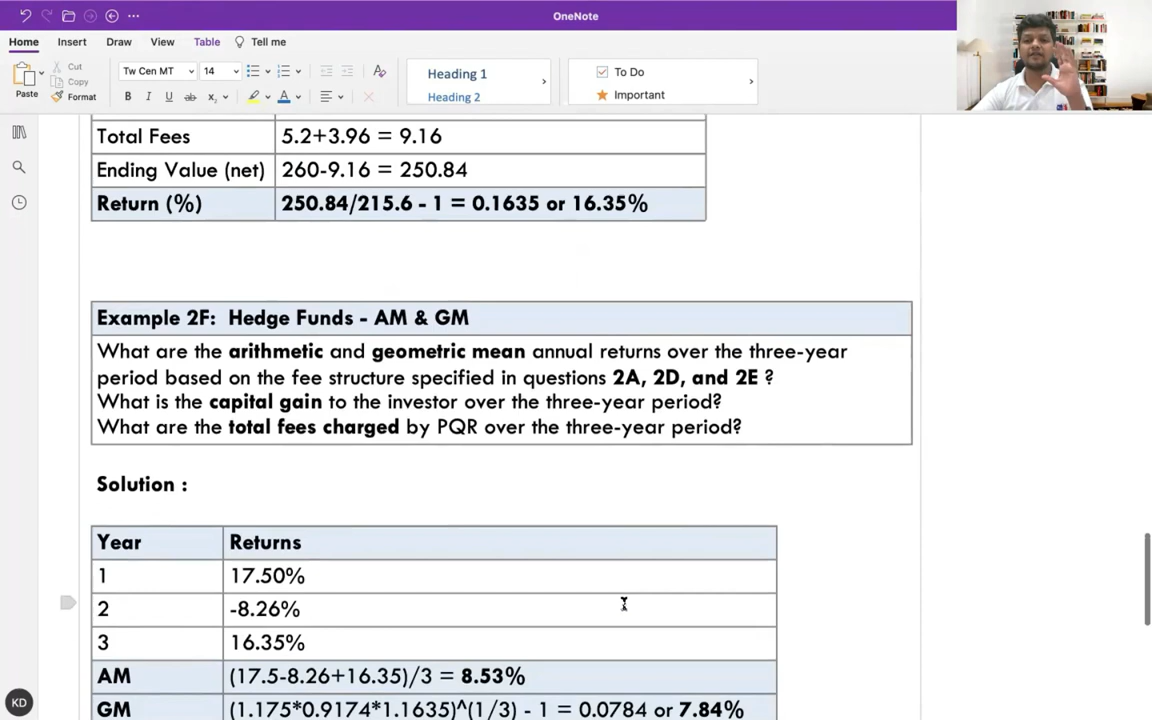 OneNote
Home Insert Draw View Table Tell me
Paste
Cut
Copy
Format
Tw Cen MT 14
B I U ab x₂ A
Heading 1
Heading 2
To Do
Important
Total Fees 5.2+3.96 = 9.16
Ending Value (net) 260-9.16 = 250.84
Return (%) 250.84/215.6 - 1 = 0.1635 or 16.35%
Example 2F: Hedge Funds - AM & GM
What are the arithmetic and geometric mean annual returns over the three-year
period based on the fee structure specified in questions 2A, 2D, and 2E ?
What is the capital gain to the investor over the three-year period?
What are the total fees charged by PQR over the three-year period?
Solution :
Year Returns
1 17.50%
2 -8.26%
3 16.35%
AM (17.5-8.26+16.35)/3 = 8.53%
GM (1.175*0.9174*1.1635)^(1/3) - 1 = 0.0784 or 7.84%
KD